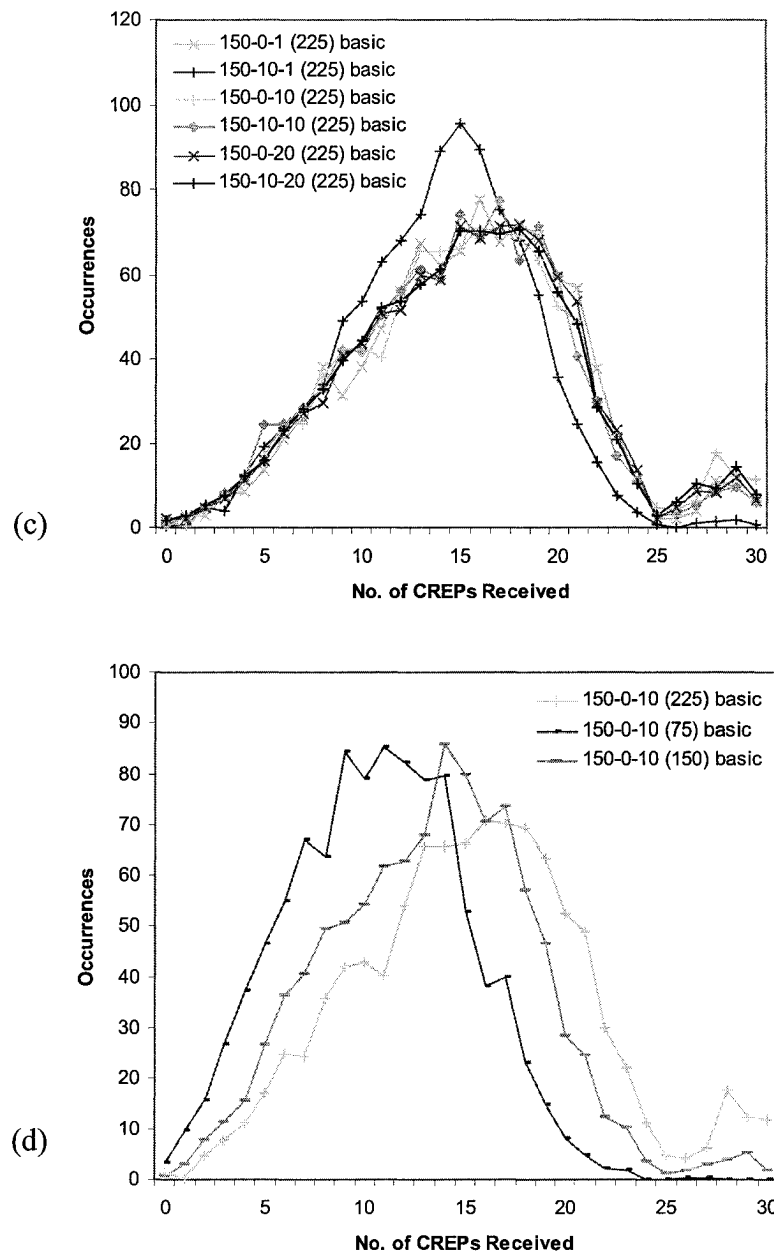 120
100
80
60
40
20
0
Occurrences
150-0-1 (225) basic
150-10-1 (225) basic
150-0-10 (225) basic
150-10-10 (225) basic
150-0-20 (225) basic
150-10-20 (225) basic
0 5 10 15 20 25 30
No. of CREPs Received
(c)
100
90
80
70
60
50
40
30
20
10
0
Occurrences
150-0-10 (225) basic
150-0-10 (75) basic
150-0-10 (150) basic
0 5 10 15 20 25 30
No. of CREPs Received
(d)